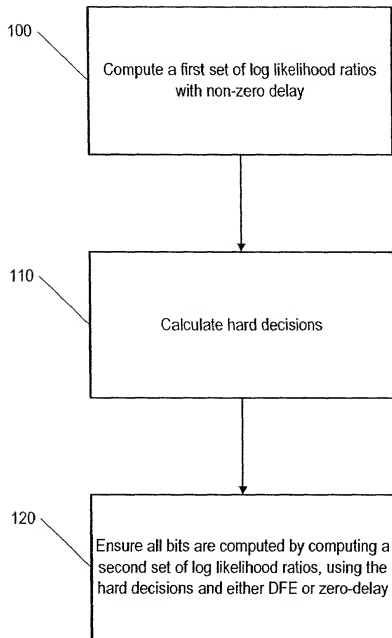 100
Compute a first set of log likelihood ratios
with non-zero delay
110
Calculate hard decisions
120
Ensure all bits are computed by computing a
second set of log likelihood ratios, using the
hard decisions and either DFE or zero-delay